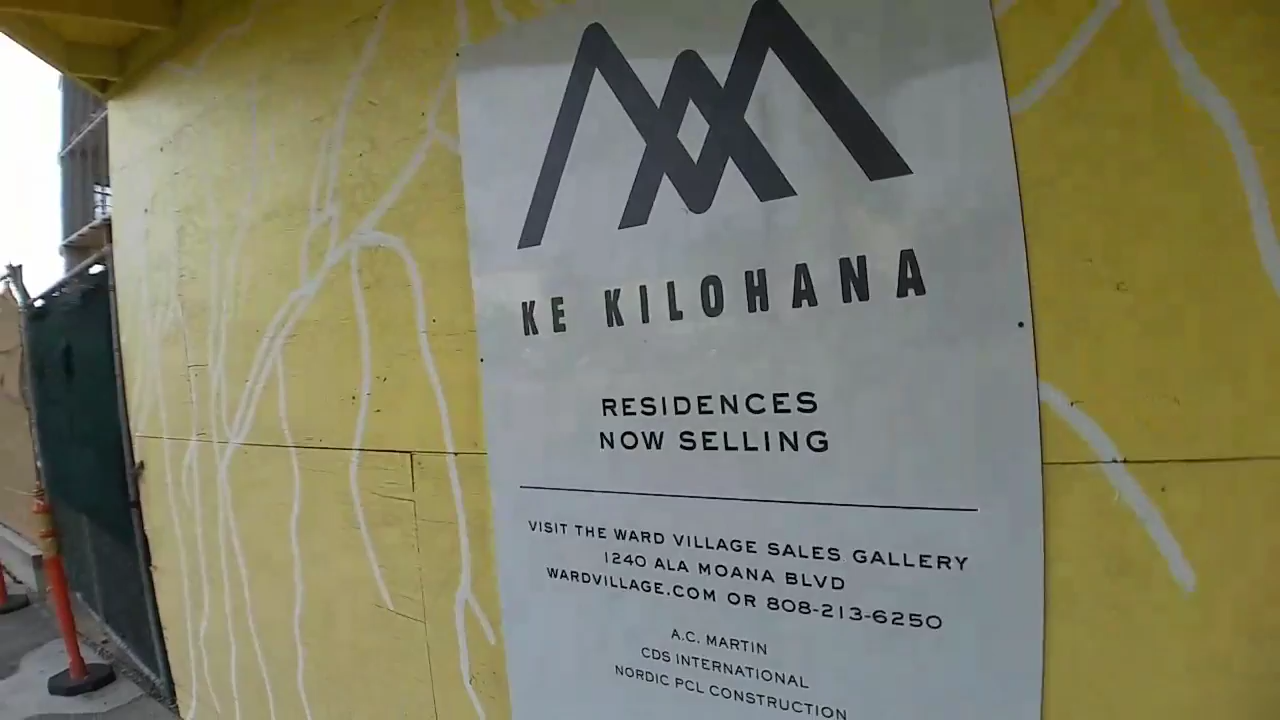 KE KILOHANA
RESIDENCES
NOW SELLING
VISIT THE WARD VILLAGE SALES GALLERY
1240 ALA MOANA BLVD
WARDVILLAGE.COM OR 808-213-6250
A.C. MARTIN
CDS INTERNATIONAL
NORDIC PCL CONSTRUCTION